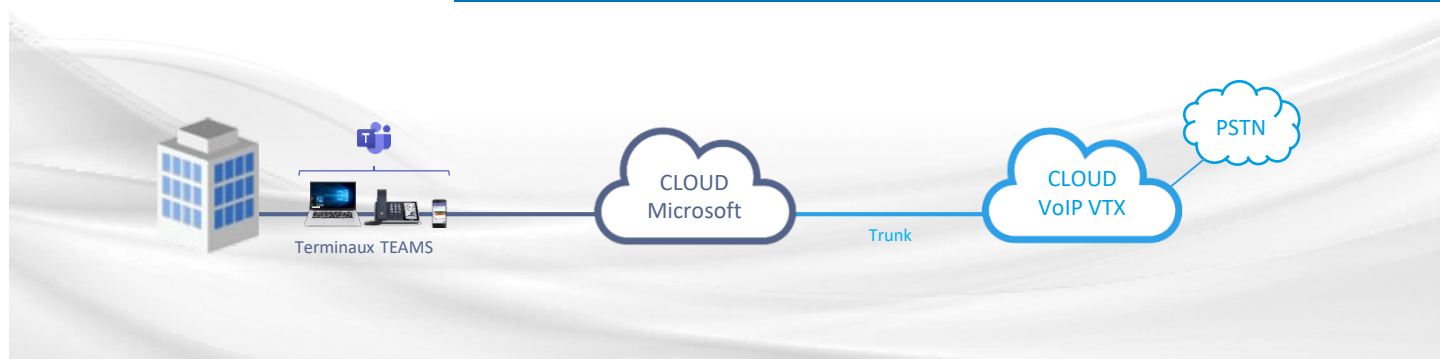 T
Terminaux TEAMS
CLOUD
Microsoft
Trunk
CLOUD
VoIP VTX
PSTN